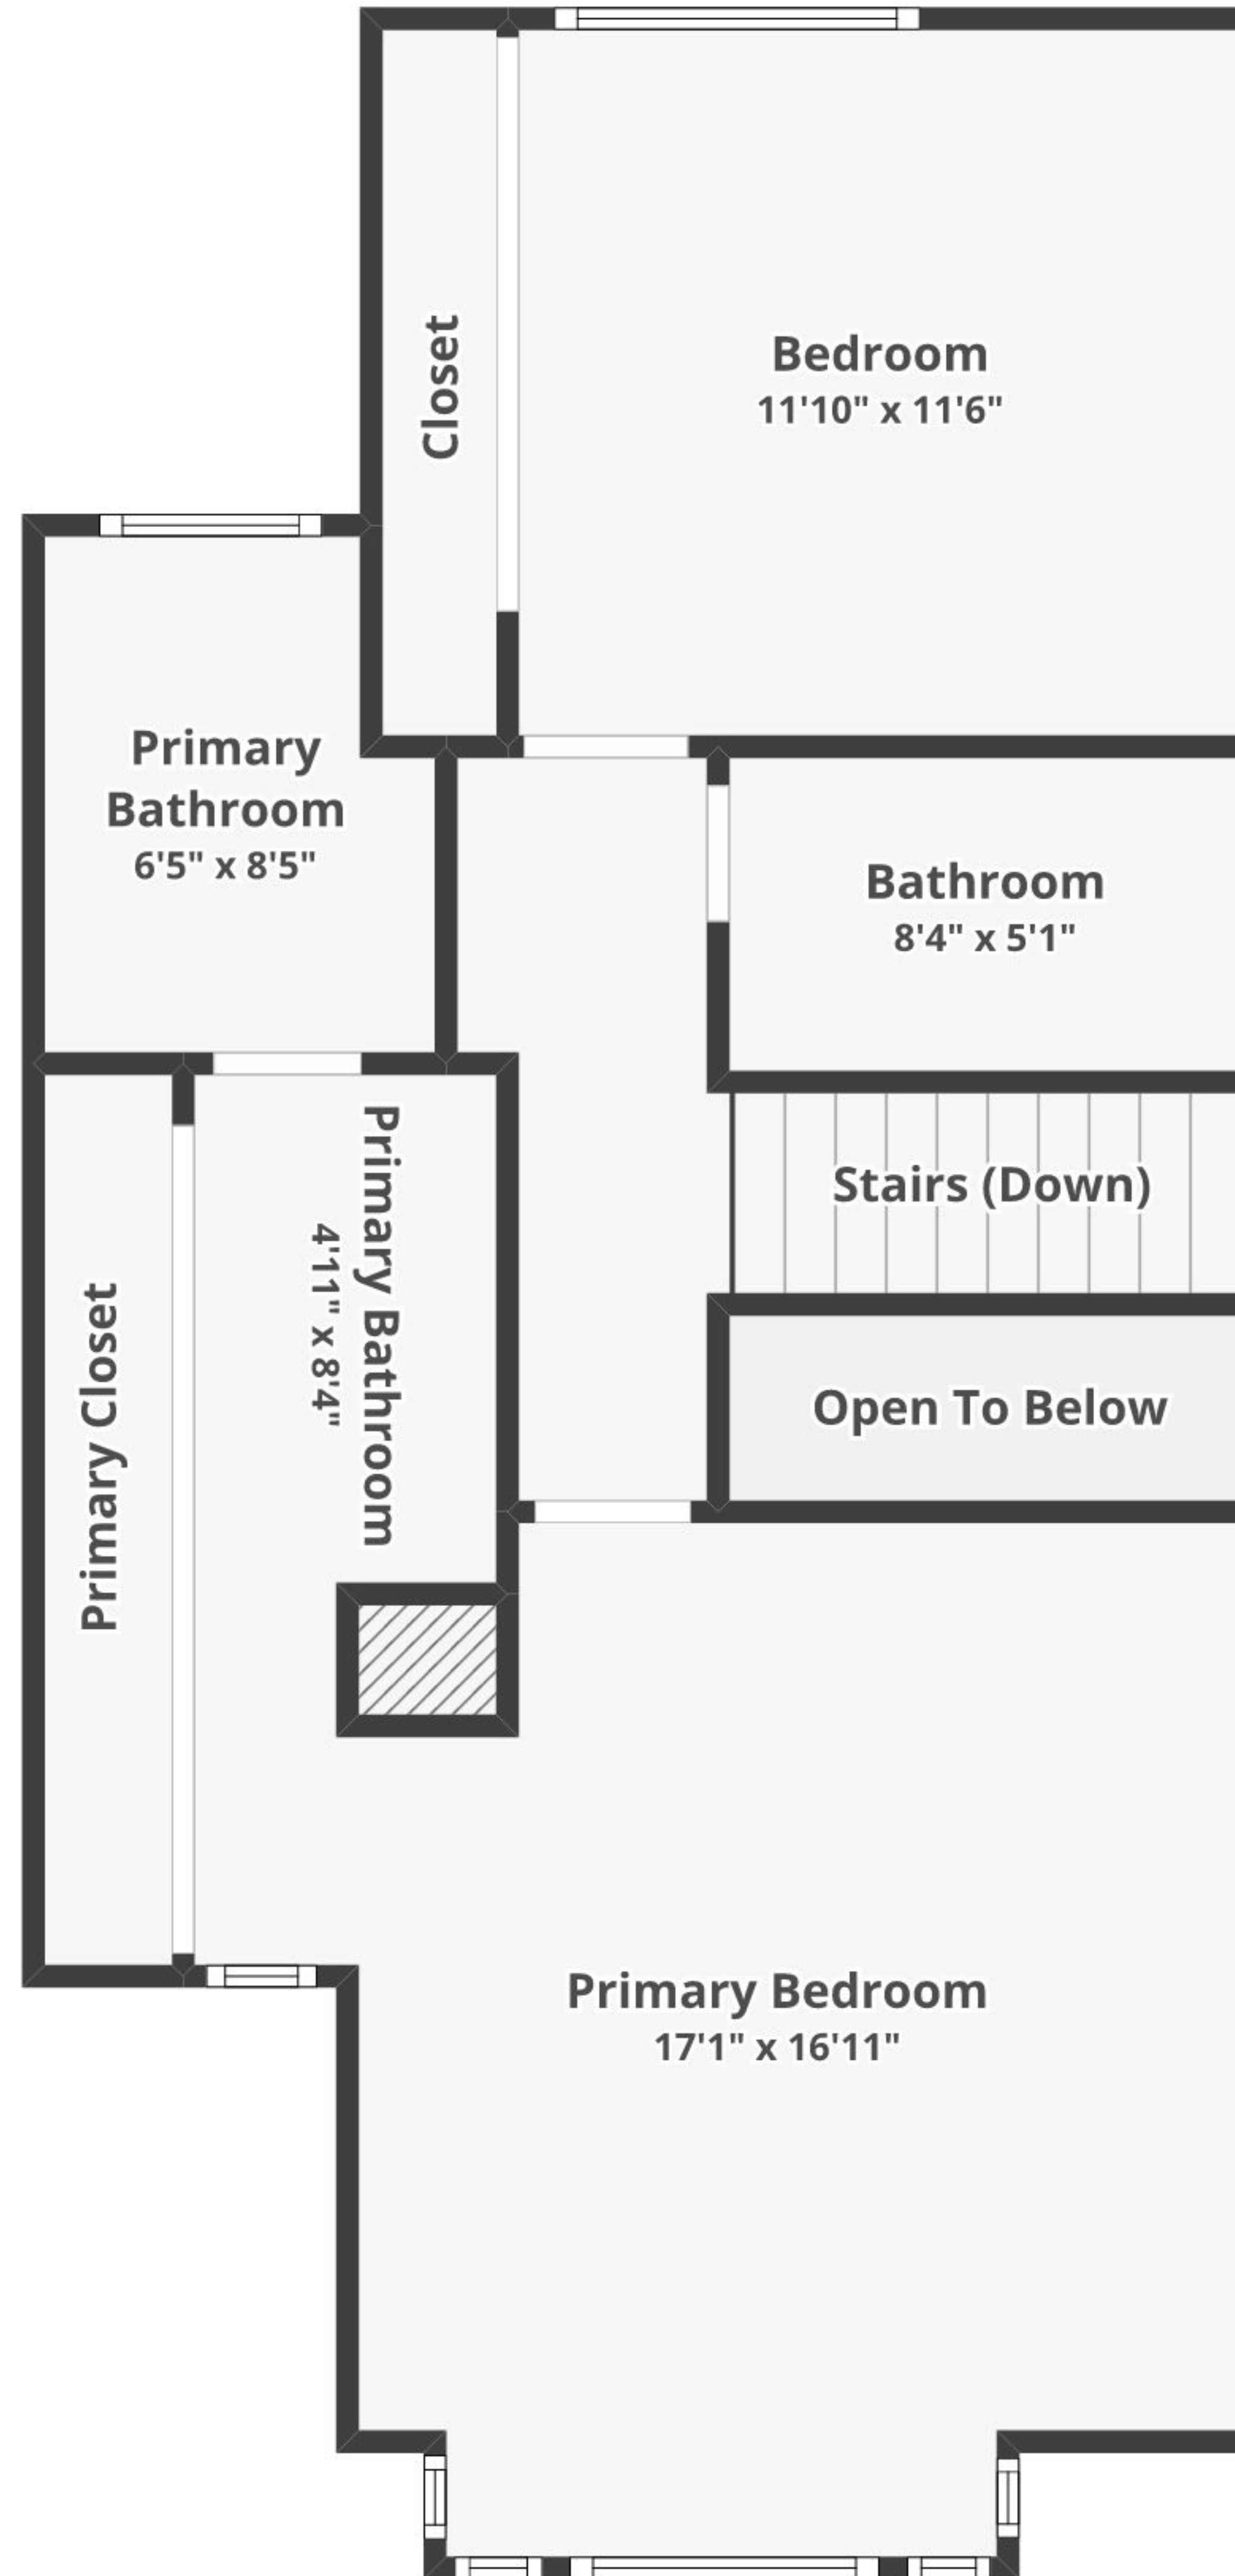 Closet
Bedroom
11'10" x 11'6"
Primary
Bathroom
6'5" x 8'5"
Bathroom
8'4" x 5'1"
Stairs (Down)
Primary Closet
Primary Bathroom
4'11" x 8'4"
Open To Below
Primary Bedroom
17'1" x 16'11"